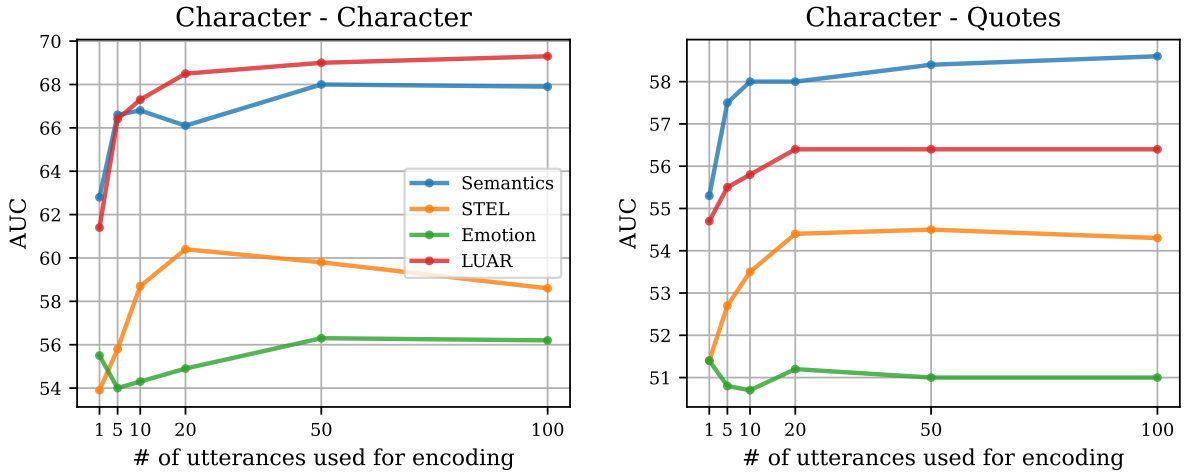 Character - Character
AUC
70
68
66
64
62
60
58
56
54
Semantics
STEL
Emotion
LUAR
1 5 10 20 50 100
# of utterances used for encoding
Character - Quotes
AUC
58
57
56
55
54
53
52
51
1 5 10 20 50 100
# of utterances used for encoding